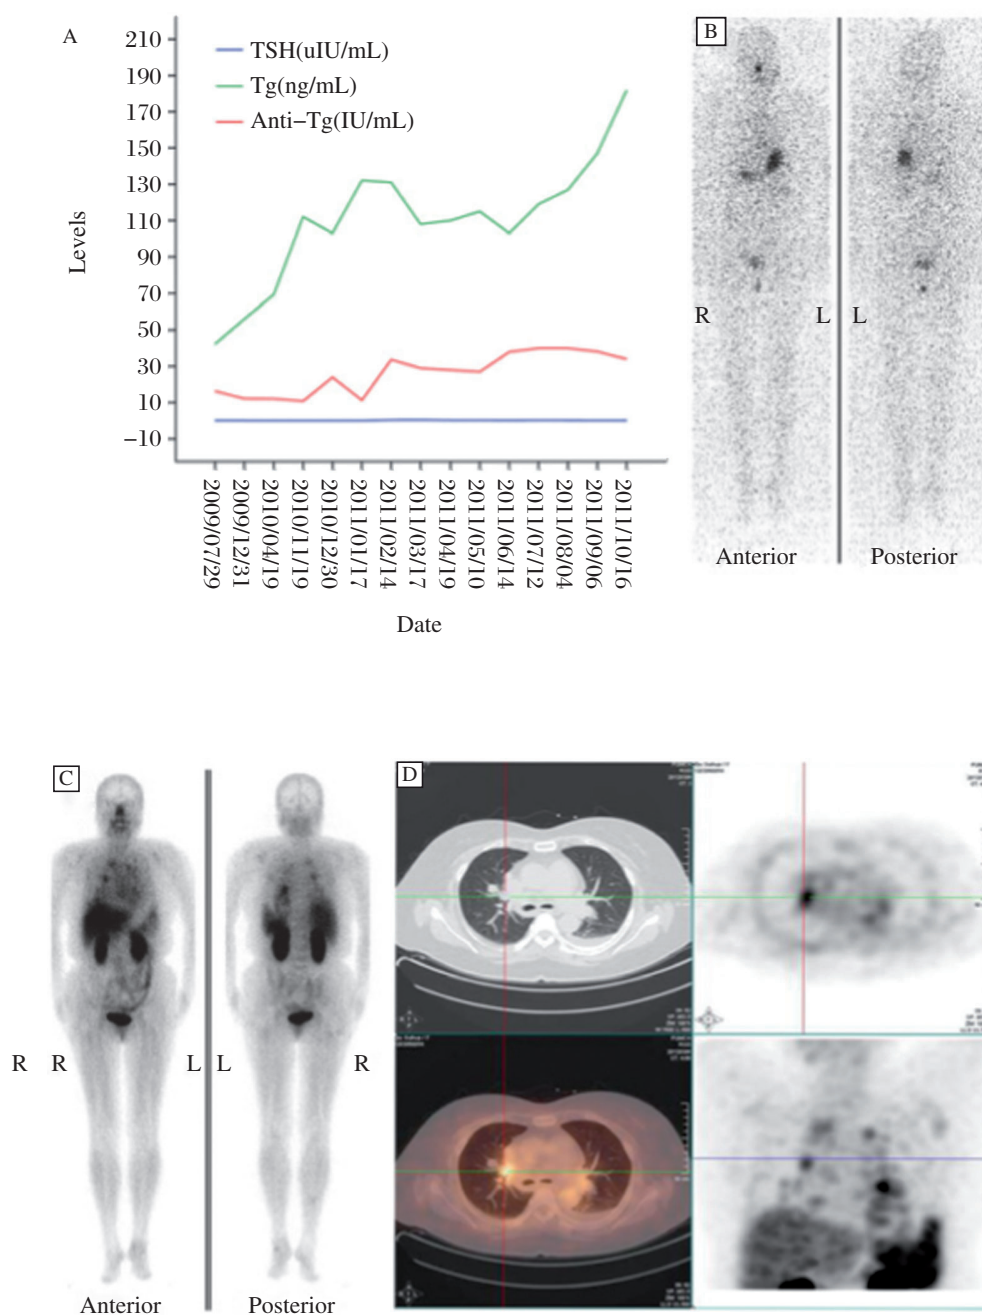 A
210
190
170
150
130
110
90
70
50
30
10
−10
Levels
TSH(uIU/mL)
Tg(ng/mL)
Anti−Tg(IU/mL)
2009/07/29
2009/12/31
2010/04/19
2010/11/19
2010/12/30
2011/01/17
2011/02/14
2011/03/17
2011/04/19
2011/05/10
2011/06/14
2011/07/12
2011/08/04
2011/09/06
2011/10/16
Date
B
R L L
Anterior Posterior
C
R R L L R
Anterior Posterior
D